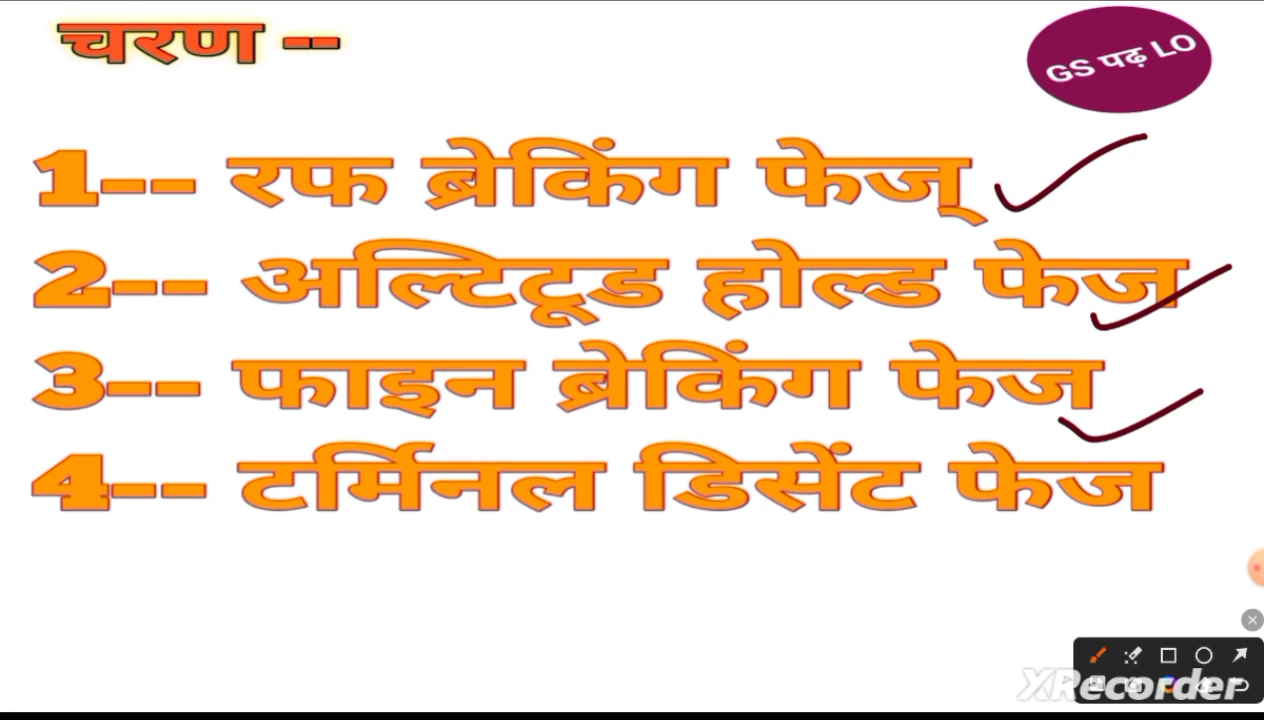 चरण --
GS पढ़ LO
1-- रफ ब्रेकिंग फेज्
2-- अल्टिटूड होल्ड फेज
3-- फाइन ब्रेकिंग फेज
4-- टर्मिनल डिसेंट फेज
XRecorder